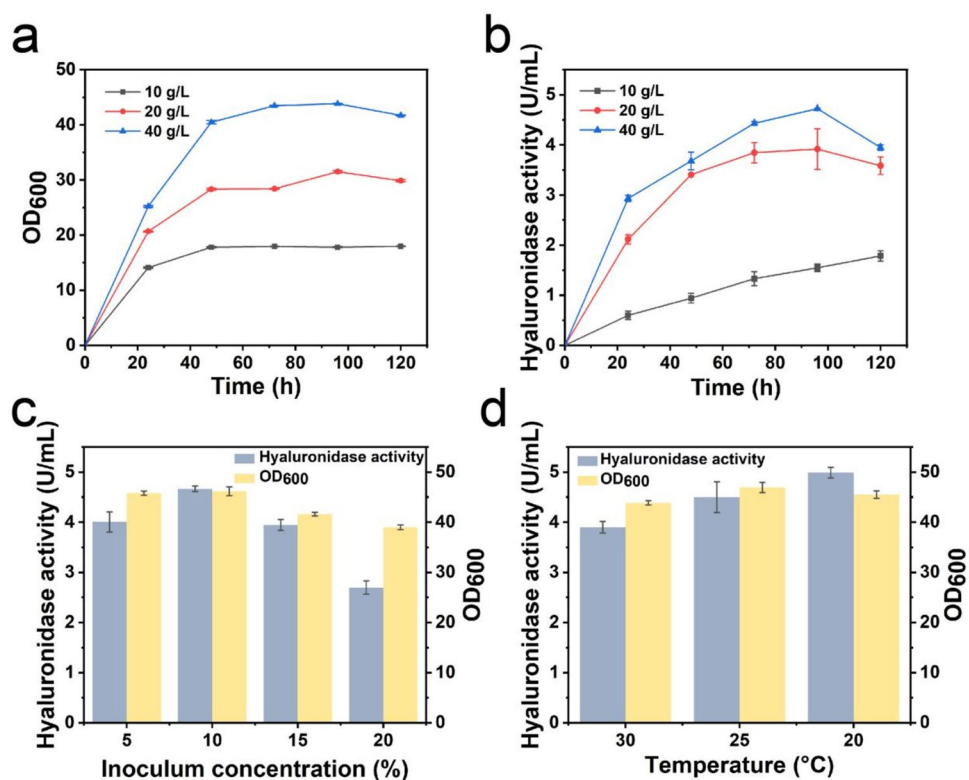 a
OD600
50
40
30
20
10
0
10 g/L
20 g/L
40 g/L
0 20 40 60 80 100 120
Time (h)
b
Hyaluronidase activity (U/mL)
5
4
3
2
1
0
10 g/L
20 g/L
40 g/L
0 20 40 60 80 100 120
Time (h)
c
Hyaluronidase activity (U/mL)
5
4
3
2
1
0
Hyaluronidase activity
OD600
50
40
30
20
10
0
OD600
5 10 15 20
Inoculum concentration (%)
d
Hyaluronidase activity (U/mL)
5
4
3
2
1
0
Hyaluronidase activity
OD600
50
40
30
20
10
0
OD600
30 25 20
Temperature (°C)